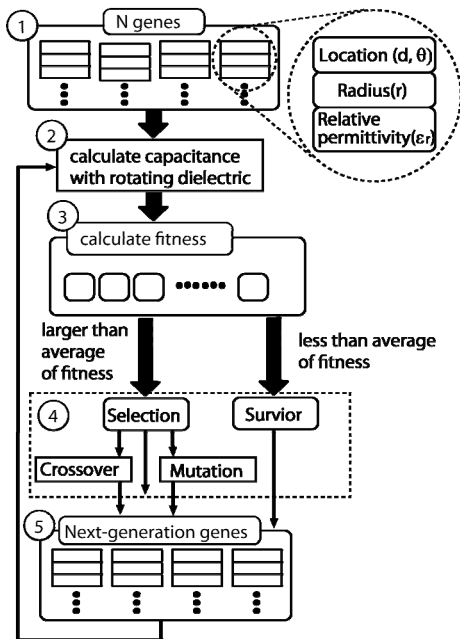 1
N genes
Location (d, θ)
Radius(r)
Relative
permittivity(εr)
2
calculate capacitance
with rotating dielectric
3
calculate fitness
larger than
average
of fitness
less than average
of fitness
4
Selection
Survior
Crossover
Mutation
5
Next-generation genes